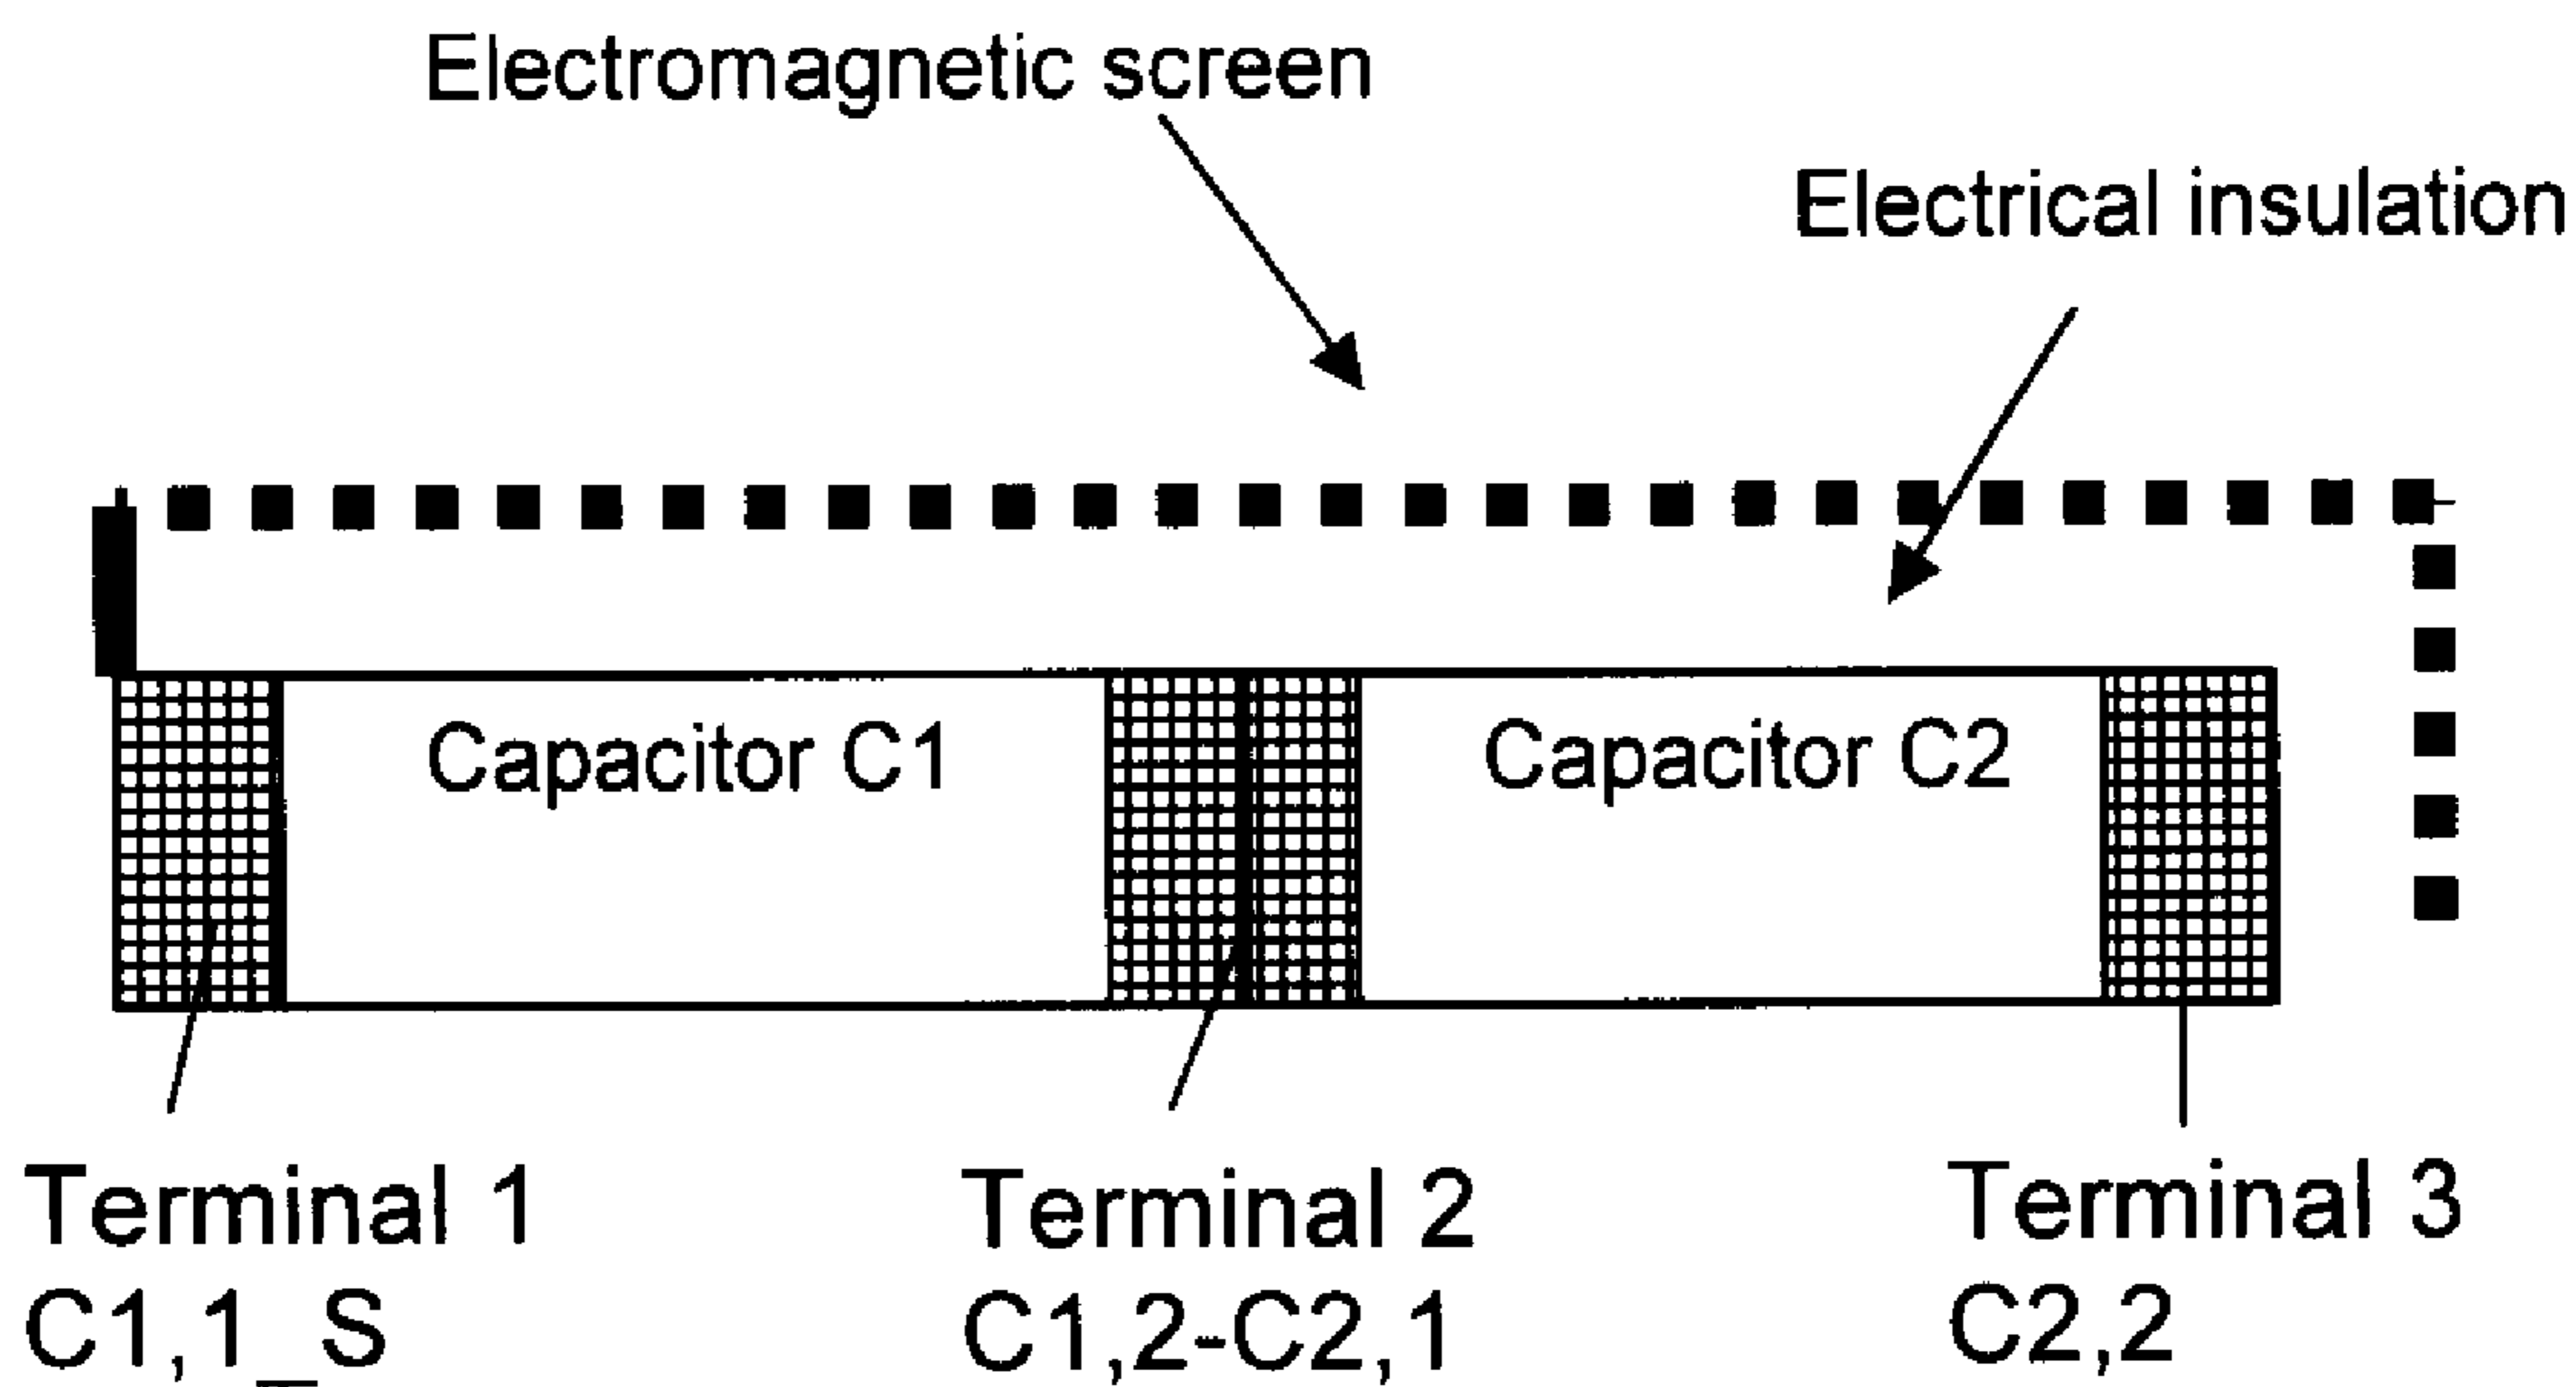 Electromagnetic screen
Electrical insulation
Capacitor C1
Capacitor C2
Terminal 1
C1,1_S
Terminal 2
C1,2-C2,1
Terminal 3
C2,2